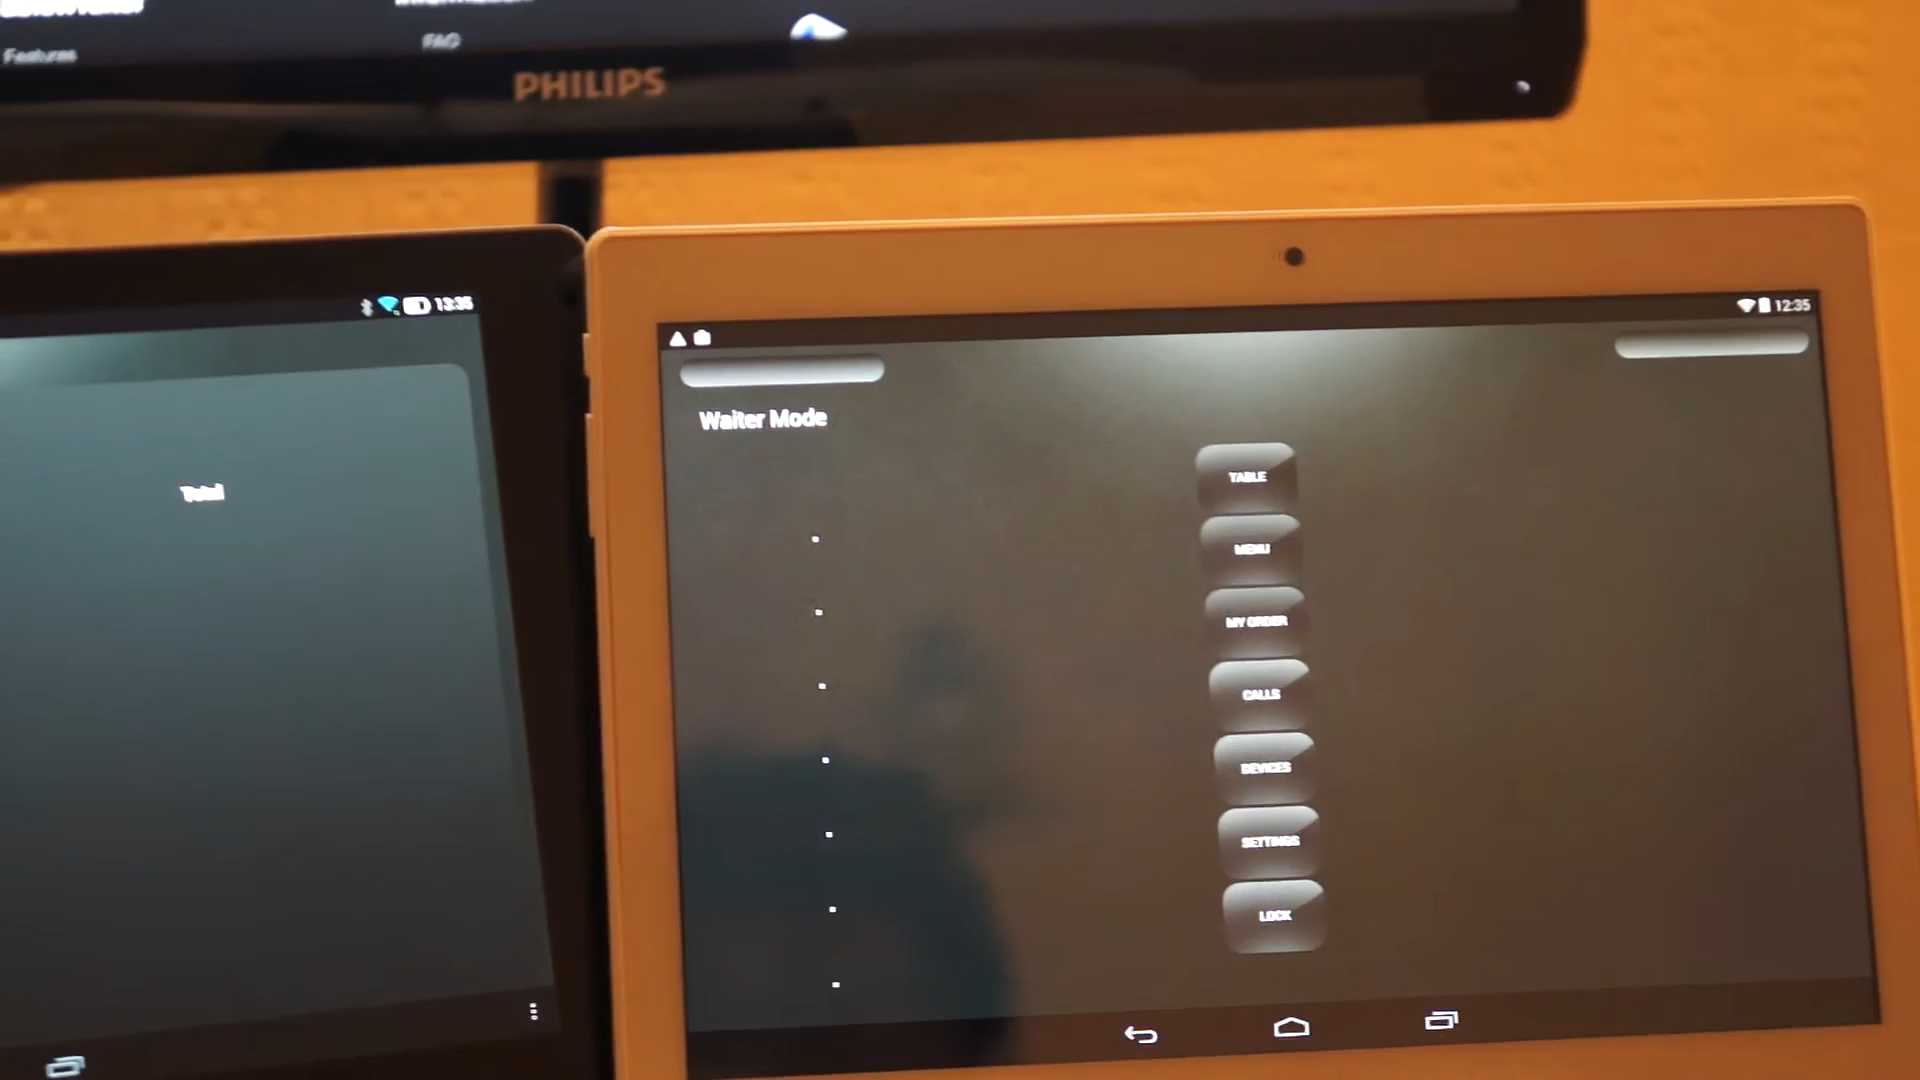 Features
FAQ
PHILIPS
13:35
Total
12:35
Waiter Mode
TABLE
MENU
MY ORDER
CALLS
DEVICES
SETTINGS
LOCK